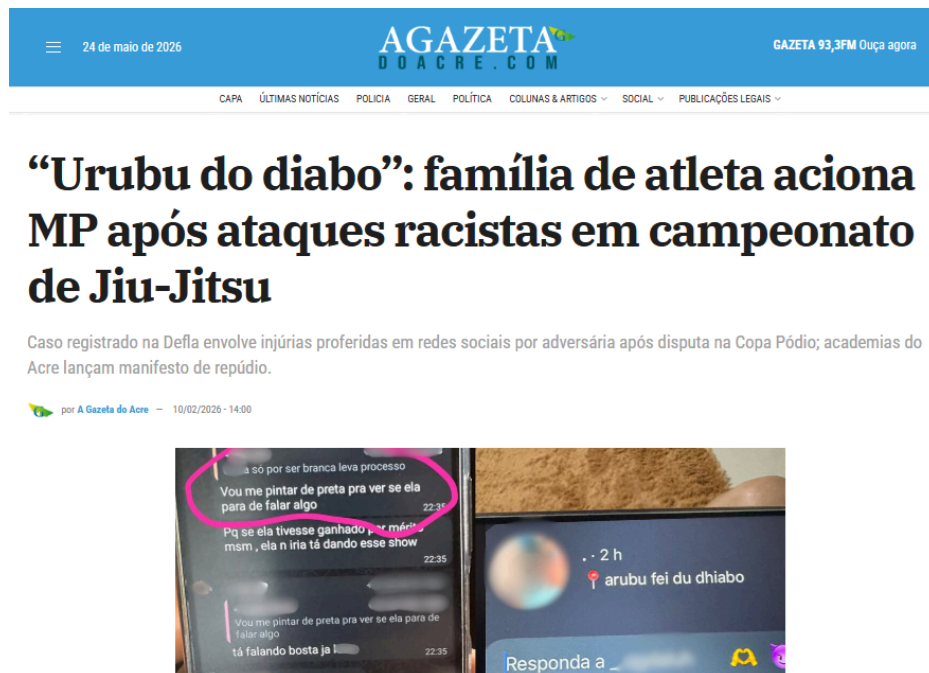 24 de maio de 2026
AGAZETA
DOACRE.COM
GAZETA 93,3FM Ouça agora
CAPA ÚLTIMAS NOTÍCIAS POLICIA GERAL POLÍTICA COLUNAS & ARTIGOS SOCIAL PUBLICAÇÕES LEGAIS
“Urubu do diabo”: família de atleta aciona
MP após ataques racistas em campeonato
de Jiu-Jitsu
Caso registrado na Defla envolve injúrias proferidas em redes sociais por adversária após disputa na Copa Pódio; academias do
Acre lançam manifesto de repúdio.
por A Gazeta do Acre — 10/02/2026 - 14:00
a só por ser branca leva processo
Vou me pintar de preta pra ver se ela
para de falar algo
22:35
Pq se ela tivesse ganhado por mérito
msm , ela n iria tá dando esse show
22:35
Vou me pintar de preta pra ver se ela para de
falar algo
tá falando bosta ja
22:35
. · 2 h
📍 arubu fei du dhiabo
Responda a _